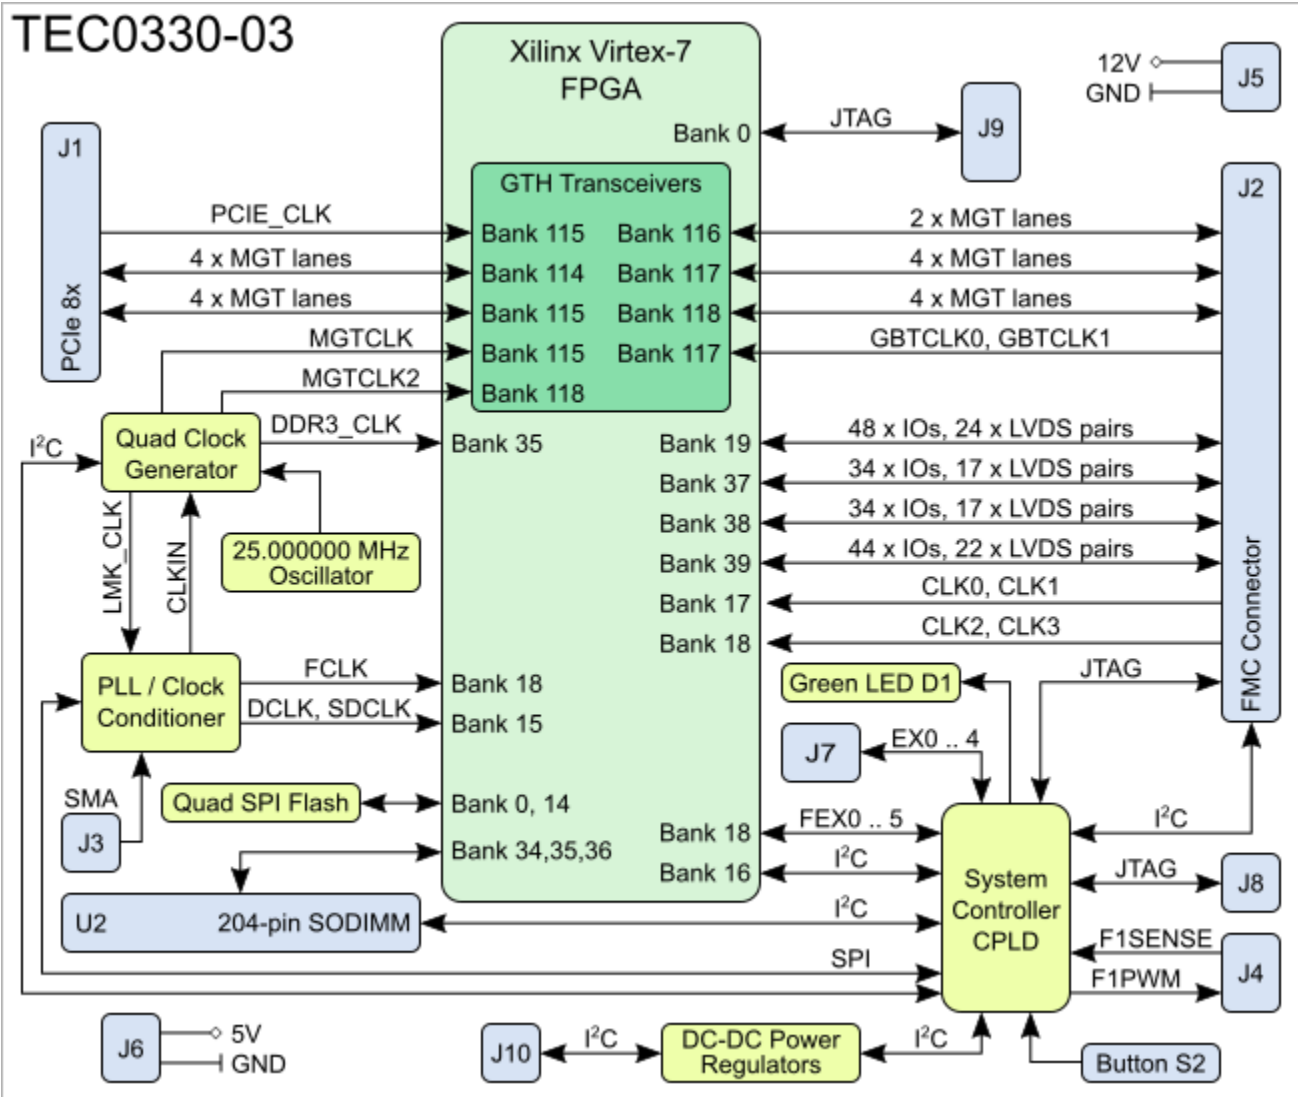 TEC0330-03
Xilinx Virtex-7
FPGA
12V
GND
J5
Bank 0
JTAG
J9
J1
PCIe 8x
GTH Transceivers
J2
FMC Connector
PCIE_CLK
Bank 115
Bank 116
2 x MGT lanes
4 x MGT lanes
Bank 114
Bank 117
4 x MGT lanes
4 x MGT lanes
Bank 115
Bank 118
4 x MGT lanes
MGTCLK
Bank 115
Bank 117
GBTCLK0, GBTCLK1
MGTCLK2
Bank 118
I²C
Quad Clock
Generator
DDR3_CLK
Bank 35
Bank 19
48 x IOs, 24 x LVDS pairs
Bank 37
34 x IOs, 17 x LVDS pairs
Bank 38
34 x IOs, 17 x LVDS pairs
Bank 39
44 x IOs, 22 x LVDS pairs
Bank 17
CLK0, CLK1
Bank 18
CLK2, CLK3
LMK_CLK
CLKIN
25.000000 MHz
Oscillator
PLL / Clock
Conditioner
FCLK
Bank 18
DCLK, SDCLK
Bank 15
Green LED D1
JTAG
J7
EX0 .. 4
SMA
J3
Quad SPI Flash
Bank 0, 14
Bank 34,35,36
Bank 18
FEX0 .. 5
Bank 16
I²C
I²C
System
Controller
CPLD
JTAG
J8
U2
204-pin SODIMM
I²C
F1SENSE
F1PWM
J4
SPI
J6
5V
GND
J10
I²C
DC-DC Power
Regulators
I²C
Button S2